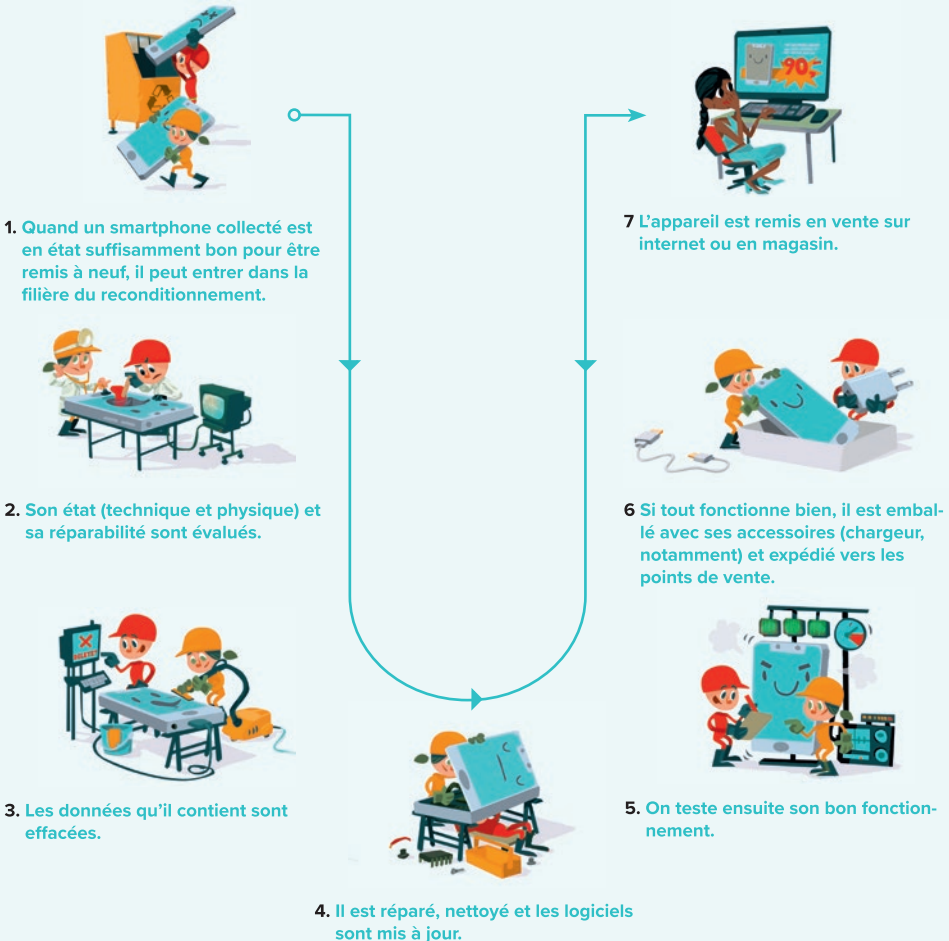 1. Quand un smartphone collecté est
en état suffisamment bon pour être
remis à neuf, il peut entrer dans la
filière du reconditionnement.
2. Son état (technique et physique) et
sa réparabilité sont évalués.
DELETE?
3. Les données qu'il contient sont
effacées.
4. Il est réparé, nettoyé et les logiciels
sont mis à jour.
5. On teste ensuite son bon fonction-
nement.
6 Si tout fonctionne bien, il est embal-
lé avec ses accessoires (chargeur,
notamment) et expédié vers les
points de vente.
90,-
7 L'appareil est remis en vente sur
internet ou en magasin.